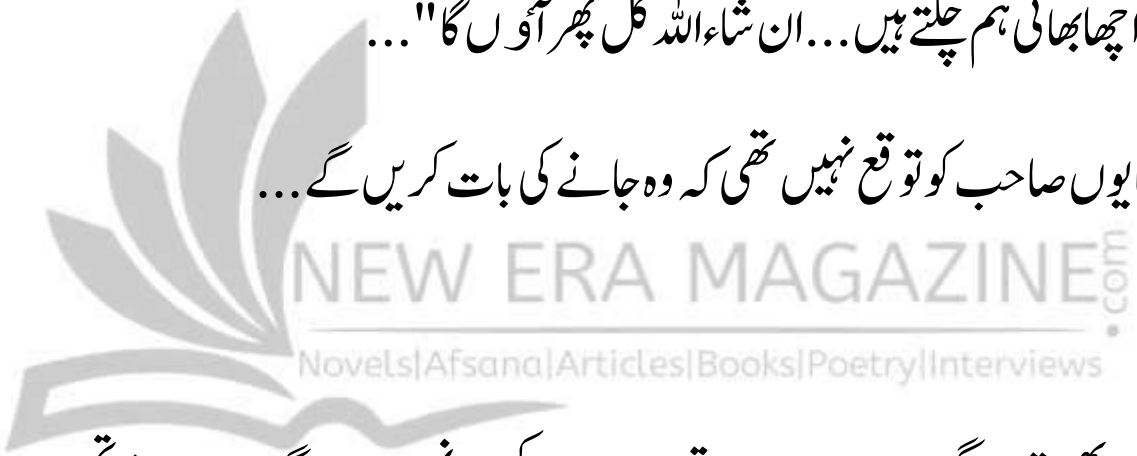 چھا بھائی ہم چلتے ہیں...ان شاءاللہ کل پھر آؤں گا"...
یوں صاحب کو توقع نہیں تھی کہ وہ جانے کی بات کریں گے...
NEW ERA MAGAZINE.com
Novels|Afsana|Articles|Books|Poetry|Interviews